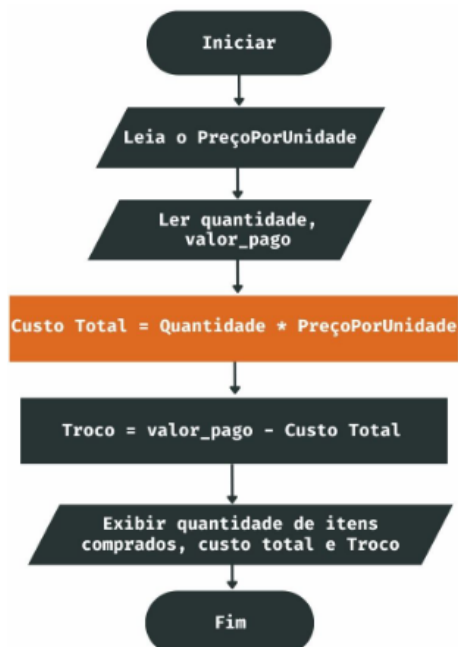 Iniciar
Leia o PreçoPorUnidade
Ler quantidade,
valor_pago
Custo Total = Quantidade * PreçoPorUnidade
Troco = valor_pago - Custo Total
Exibir quantidade de itens
comprados, custo total e Troco
Fim